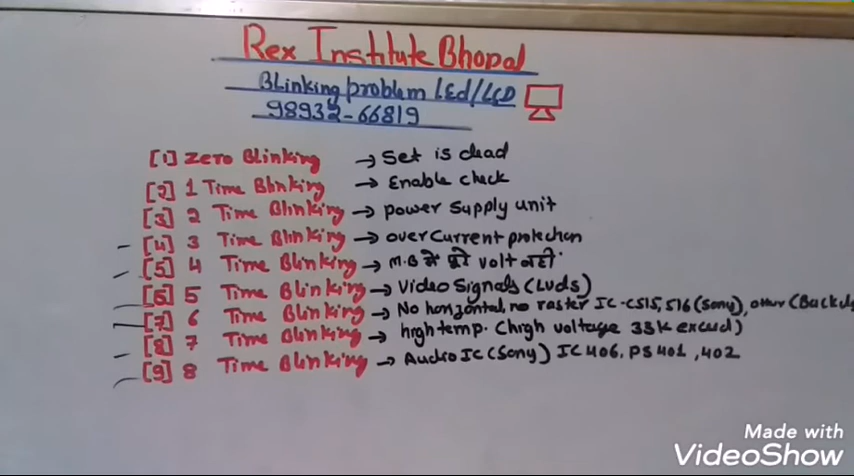 Rex Institute Bhopal
Blinking problem LEd/LCD
98932-66819
[1] Zero Blinking → Set is dead
[2] 1 Time Blinking → Enable check
[3] 2 Time Blinking → power supply unit
[4] 3 Time Blinking → over Current protechan
[5] 4 Time Blinking → M.B में volt नही
[6] 5 Time Blinking → Video Signals (Lvds)
[7] 6 Time Blinking → No horizontal, no raster IC-C515, 516 (Sony), other (Back
[8] 7 Time Blinking → high temp. Chigh voltage 33K excud)
[9] 8 Time Blinking → Audio IC (Sony) IC 406, PS 401, 402
Made with
VideoShow